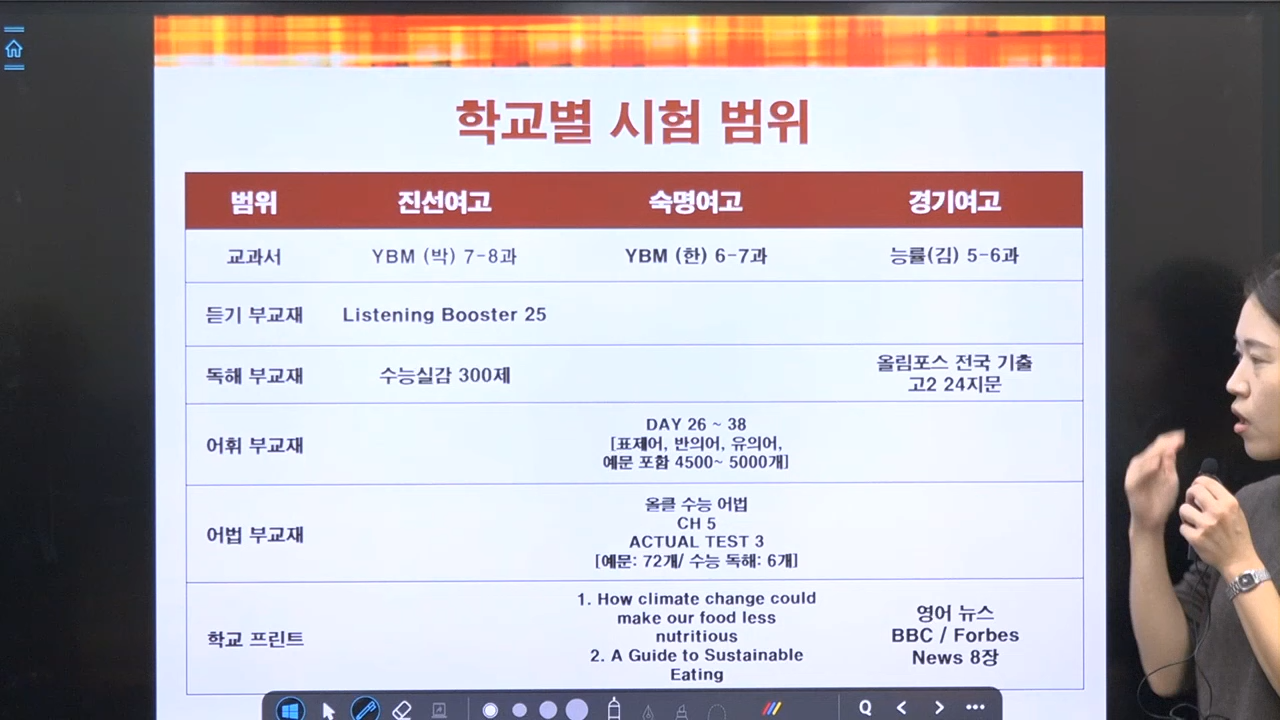 학교별 시험 범위
범위 진선여고 숙명여고 경기여고
교과서 YBM (박) 7-8과 YBM (한) 6-7과 능률(김) 5-6과
듣기 부교재 Listening Booster 25
독해 부교재 수능실감 300제 올림포스 전국 기출
고2 24지문
어휘 부교재 DAY 26 ~ 38
[표제어, 반의어, 유의어,
예문 포함 4500~ 5000개]
어법 부교재 올클 수능 어법
CH 5
ACTUAL TEST 3
[예문: 72개/ 수능 독해: 6개]
학교 프린트 1. How climate change could
make our food less
nutritious
2. A Guide to Sustainable
Eating
영어 뉴스
BBC / Forbes
News 8장